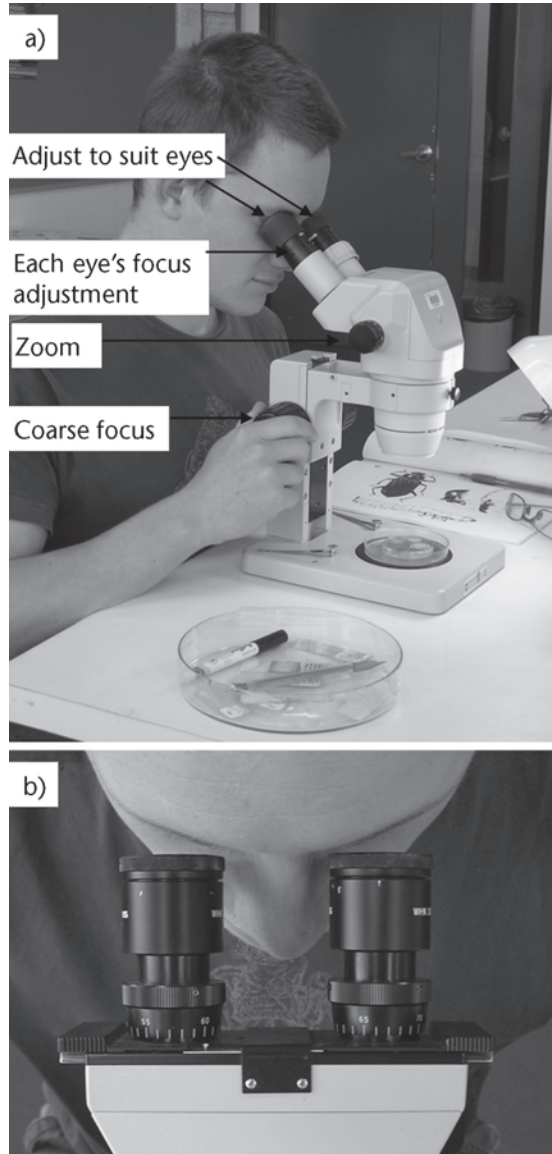 a)
Adjust to suit eyes
Each eye's focus
adjustment
Zoom
Coarse focus
b)
55 60
65 70